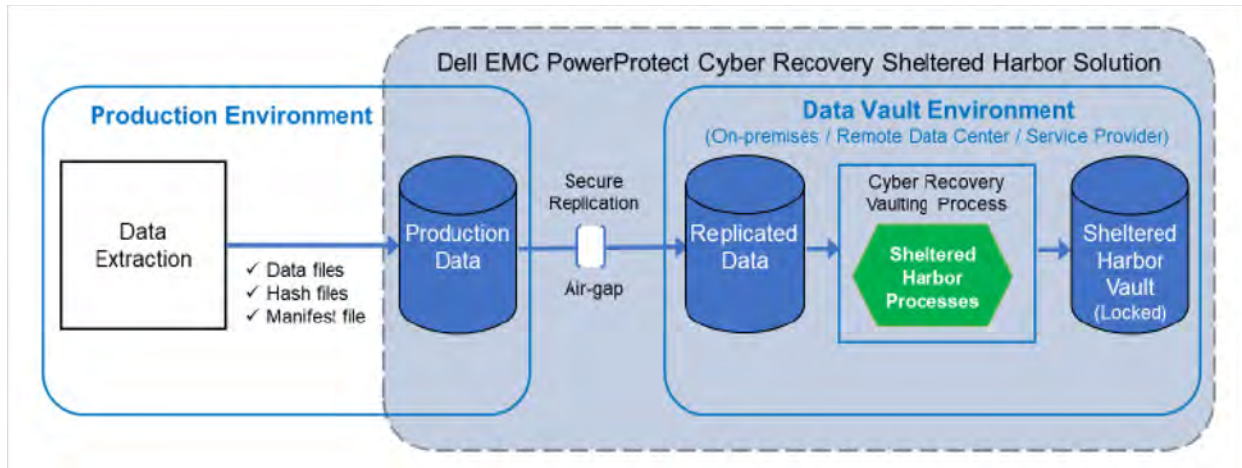 Dell EMC PowerProtect Cyber Recovery Sheltered Harbor Solution
Production Environment
Data
Extraction
✓ Data files
✓ Hash files
✓ Manifest file
Production
Data
Secure
Replication
Air-gap
Data Vault Environment
(On-premises / Remote Data Center / Service Provider)
Replicated
Data
Cyber Recovery
Vaulting Process
Sheltered
Harbor
Processes
Sheltered
Harbor
Vault
(Locked)